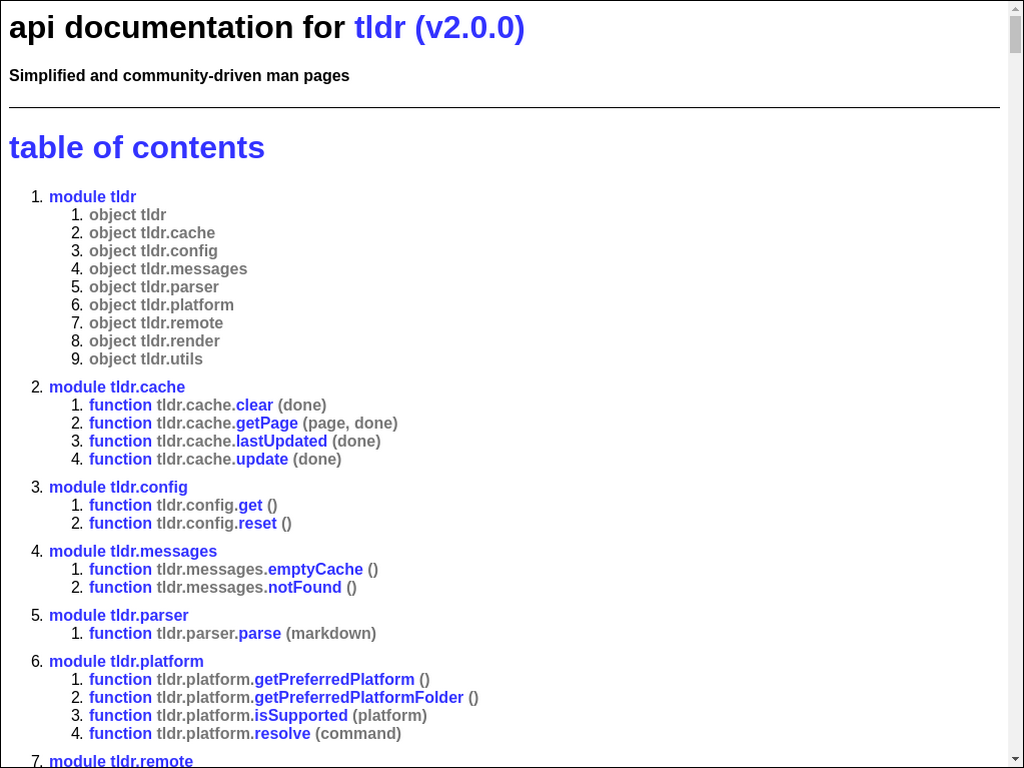 api documentation for tldr (v2.0.0)
Simplified and community-driven man pages
table of contents
1. module tldr
1. object tldr
2. object tldr.cache
3. object tldr.config
4. object tldr.messages
5. object tldr.parser
6. object tldr.platform
7. object tldr.remote
8. object tldr.render
9. object tldr.utils
2. module tldr.cache
1. function tldr.cache.clear (done)
2. function tldr.cache.getPage (page, done)
3. function tldr.cache.lastUpdated (done)
4. function tldr.cache.update (done)
3. module tldr.config
1. function tldr.config.get ()
2. function tldr.config.reset ()
4. module tldr.messages
1. function tldr.messages.emptyCache ()
2. function tldr.messages.notFound ()
5. module tldr.parser
1. function tldr.parser.parse (markdown)
6. module tldr.platform
1. function tldr.platform.getPreferredPlatform ()
2. function tldr.platform.getPreferredPlatformFolder ()
3. function tldr.platform.isSupported (platform)
4. function tldr.platform.resolve (command)
7. module tldr.remote